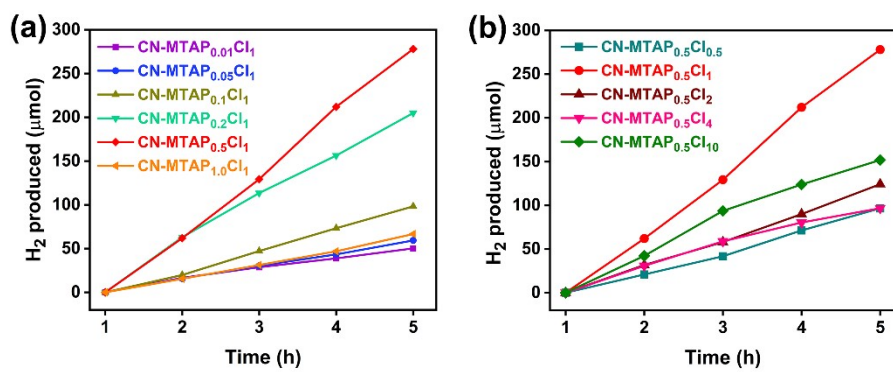 (a)
300
250
200
150
100
50
0
H₂ produced (μmol)
CN-MTAP₀.₀₁Cl₁
CN-MTAP₀.₀₅Cl₁
CN-MTAP₀.₁Cl₁
CN-MTAP₀.₂Cl₁
CN-MTAP₀.₅Cl₁
CN-MTAP₁.₀Cl₁
1 2 3 4 5
Time (h)
(b)
300
250
200
150
100
50
0
H₂ produced (μmol)
CN-MTAP₀.₅Cl₀.₅
CN-MTAP₀.₅Cl₁
CN-MTAP₀.₅Cl₂
CN-MTAP₀.₅Cl₄
CN-MTAP₀.₅Cl₁₀
1 2 3 4 5
Time (h)